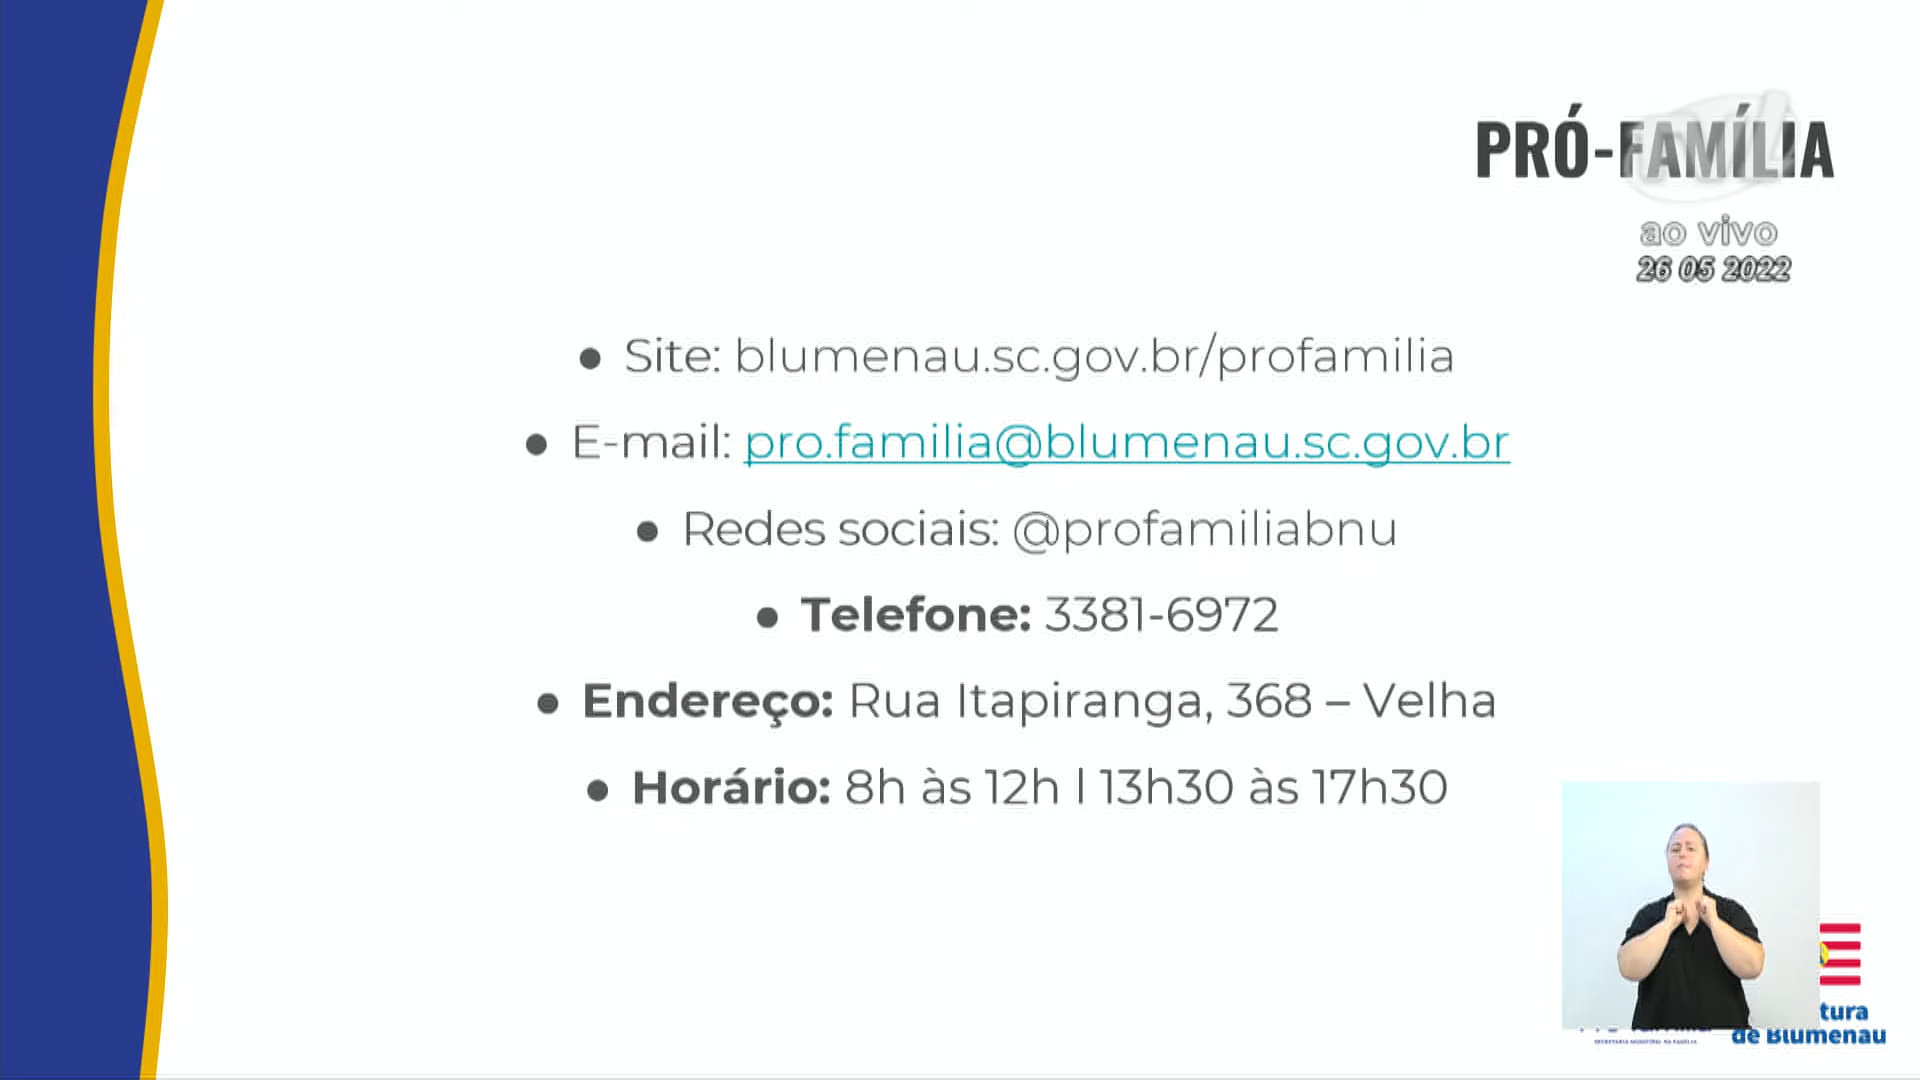 PRÓ-FAMÍLIA
ao vivo
26 05 2022
● Site: blumenau.sc.gov.br/profamilia
● E-mail: pro.familia@blumenau.sc.gov.br
● Redes sociais: @profamiliabnu
● Telefone: 3381-6972
● Endereço: Rua Itapiranga, 368 – Velha
● Horário: 8h às 12h l 13h30 às 17h30
tura
de Blumenau